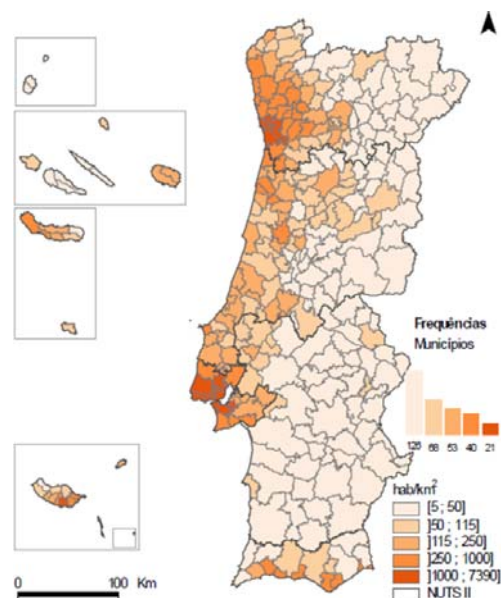 Frequências
Municípios
126 68 53 40 21
hab/km²
[5 ; 50]
]50 ; 115]
]115 ; 250]
]250 ; 1000]
]1000 ; 7390]
NUTS II
0 100 Km